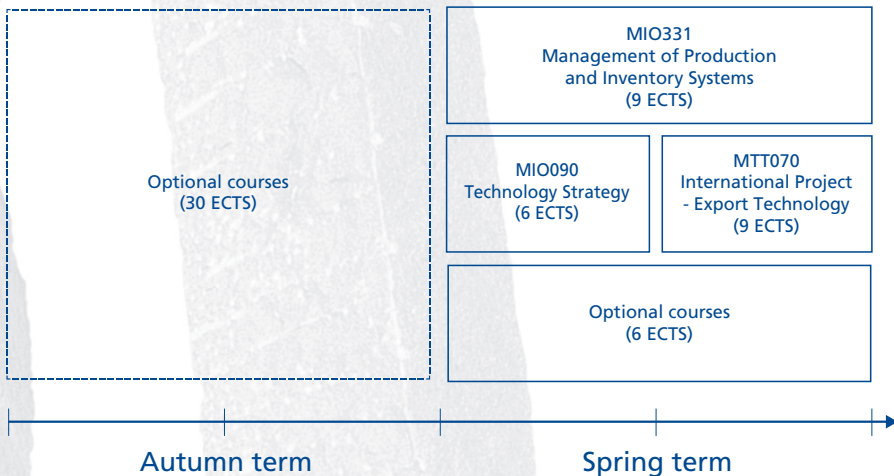 Optional courses
(30 ECTS)
MIO331
Management of Production
and Inventory Systems
(9 ECTS)
MIO090
Technology Strategy
(6 ECTS)
MTT070
International Project
- Export Technology
(9 ECTS)
Optional courses
(6 ECTS)
Autumn term
Spring term